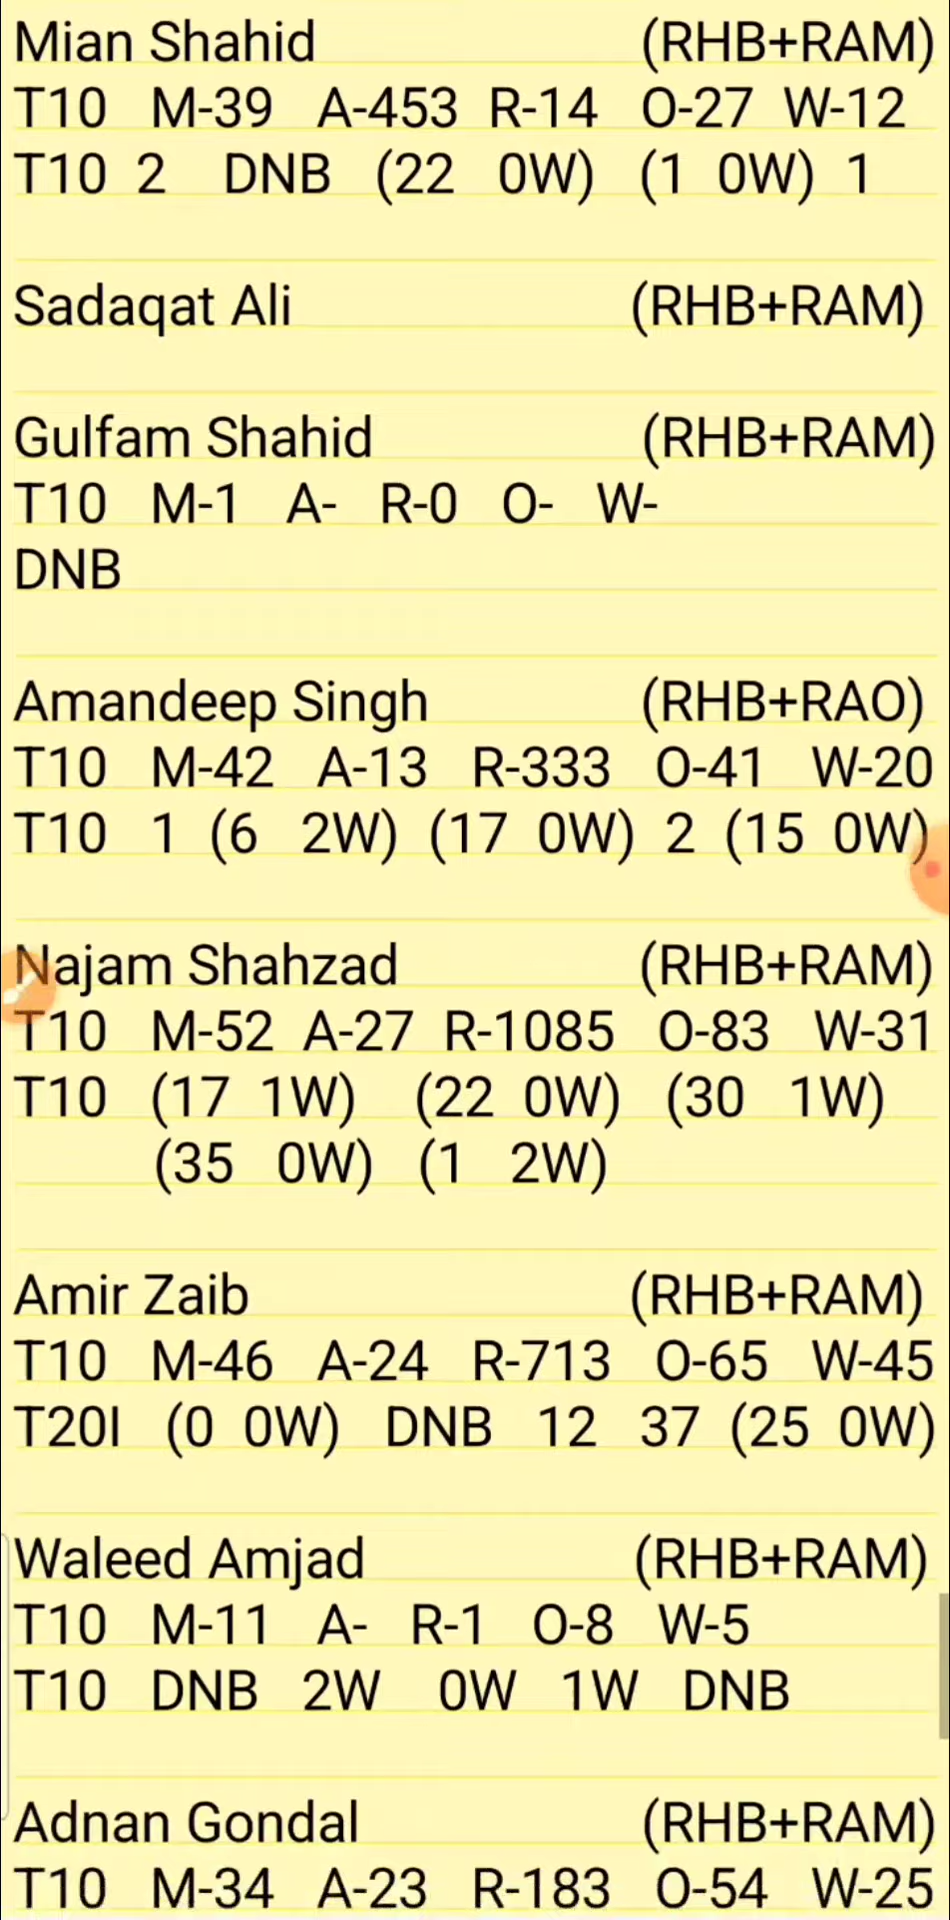 Mian Shahid (RHB+RAM)
T10 M-39 A-453 R-14 O-27 W-12
T10 2 DNB (22 0W) (1 0W) 1
Sadaqat Ali (RHB+RAM)
Gulfam Shahid (RHB+RAM)
T10 M-1 A- R-0 O- W-
DNB
Amandeep Singh (RHB+RAO)
T10 M-42 A-13 R-333 O-41 W-20
T10 1 (6 2W) (17 0W) 2 (15 0W)
Najam Shahzad (RHB+RAM)
T10 M-52 A-27 R-1085 O-83 W-31
T10 (17 1W) (22 0W) (30 1W)
(35 0W) (1 2W)
Amir Zaib (RHB+RAM)
T10 M-46 A-24 R-713 O-65 W-45
T20I (0 0W) DNB 12 37 (25 0W)
Waleed Amjad (RHB+RAM)
T10 M-11 A- R-1 O-8 W-5
T10 DNB 2W 0W 1W DNB
Adnan Gondal (RHB+RAM)
T10 M-34 A-23 R-183 O-54 W-25